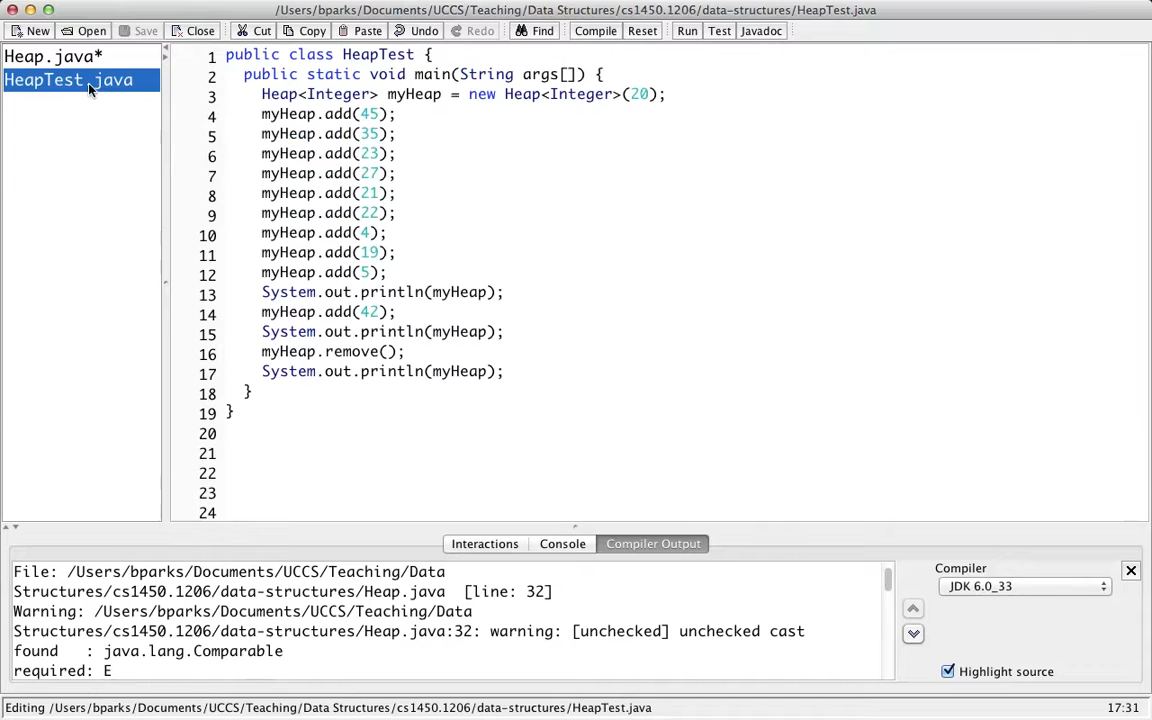 /Users/bparks/Documents/UCCS/Teaching/Data Structures/cs1450.1206/data-structures/HeapTest.java
New Open Save Close Cut Copy Paste Undo Redo Find Compile Reset Run Test Javadoc
Heap.java*
HeapTest.java
1 public class HeapTest {
2 public static void main(String args[]) {
3 Heap<Integer> myHeap = new Heap<Integer>(20);
4 myHeap.add(45);
5 myHeap.add(35);
6 myHeap.add(23);
7 myHeap.add(27);
8 myHeap.add(21);
9 myHeap.add(22);
10 myHeap.add(4);
11 myHeap.add(19);
12 myHeap.add(5);
13 System.out.println(myHeap);
14 myHeap.add(42);
15 System.out.println(myHeap);
16 myHeap.remove();
17 System.out.println(myHeap);
18 }
19 }
20
21
22
23
24
Interactions Console Compiler Output
File: /Users/bparks/Documents/UCCS/Teaching/Data
Structures/cs1450.1206/data-structures/Heap.java [line: 32]
Warning: /Users/bparks/Documents/UCCS/Teaching/Data
Structures/cs1450.1206/data-structures/Heap.java:32: warning: [unchecked] unchecked cast
found : java.lang.Comparable
required: E
Compiler
JDK 6.0_33
Highlight source
Editing /Users/bparks/Documents/UCCS/Teaching/Data Structures/cs1450.1206/data-structures/HeapTest.java 17:31